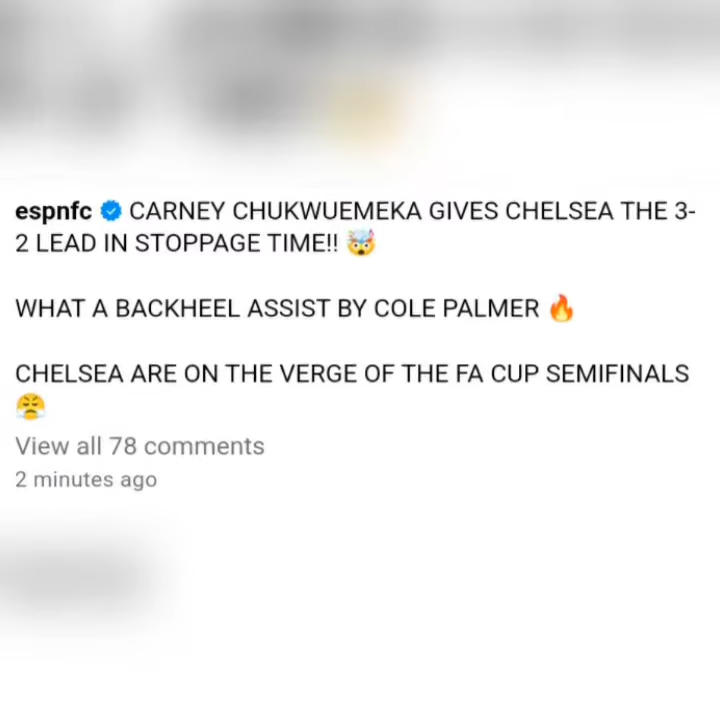 espnfc CARNEY CHUKWUEMEKA GIVES CHELSEA THE 3-
2 LEAD IN STOPPAGE TIME!! 🤯
WHAT A BACKHEEL ASSIST BY COLE PALMER 🔥
CHELSEA ARE ON THE VERGE OF THE FA CUP SEMIFINALS
😤
View all 78 comments
2 minutes ago